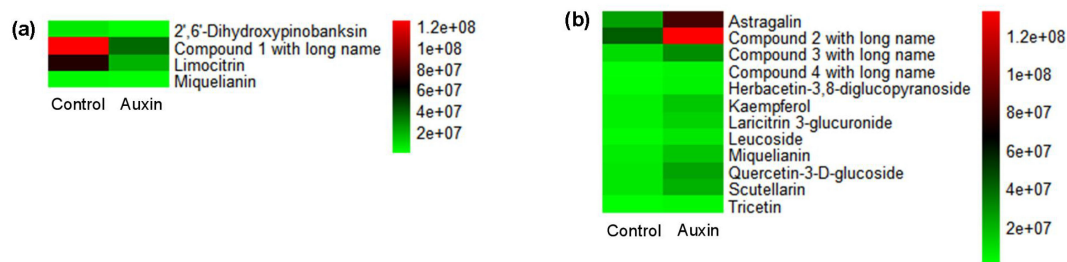 (a)
2',6'-Dihydroxypinobanksin
Compound 1 with long name
Limocitrin
Miquelianin
Control Auxin
1.2e+08
1e+08
8e+07
6e+07
4e+07
2e+07
(b)
Astragalin
Compound 2 with long name
Compound 3 with long name
Compound 4 with long name
Herbacetin-3,8-diglucopyranoside
Kaempferol
Laricitrin 3-glucuronide
Leucoside
Miquelianin
Quercetin-3-D-glucoside
Scutellarin
Tricetin
Control Auxin
1.2e+08
1e+08
8e+07
6e+07
4e+07
2e+07